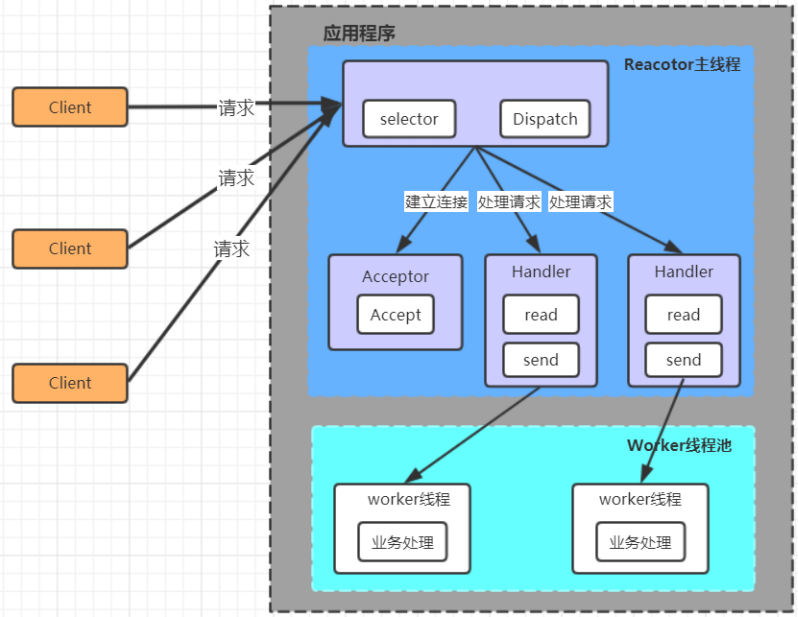 应用程序
Reacotor主线程
selector
Dispatch
Client
请求
Client
请求
Client
请求
建立连接
处理请求
处理请求
Acceptor
Accept
Handler
read
send
Handler
read
send
Worker线程池
worker线程
业务处理
worker线程
业务处理